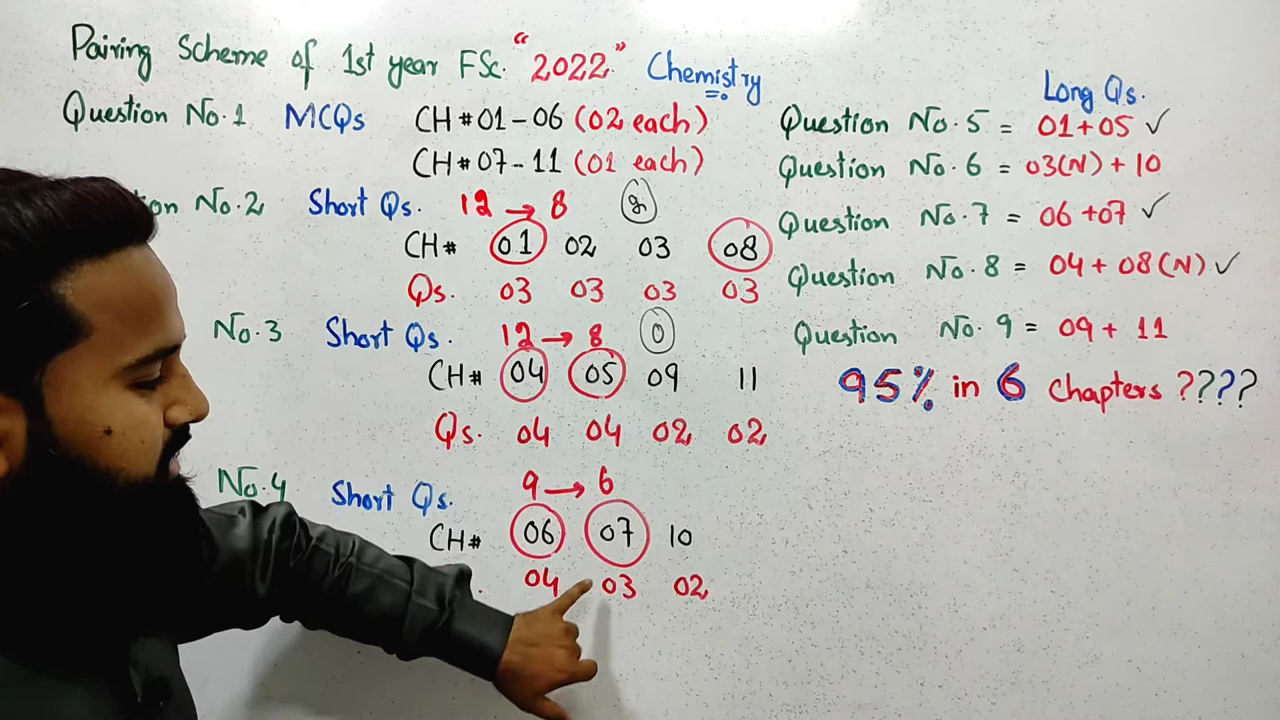 Pairing Scheme of 1st year FSc. "2022" Chemistry
Question No.1 MCQs CH#01-06 (02 each)
CH#07-11 (01 each)
on No.2 Short Qs. 12 → 8
CH# 01 02 03 08
Qs. 03 03 03 03
No.3 Short Qs. 12 → 8 0
CH# 04 05 09 11
Qs. 04 04 02 02
No.4 Short Qs. 9 → 6
CH# 06 07 10
04 03 02
Long Qs.
Question No.5 = 01+05 ✓
Question No.6 = 03(N) + 10
Question No.7 = 06+07 ✓
Question No.8 = 04+08(N) ✓
Question No.9 = 09+11
95% in 6 Chapters ????